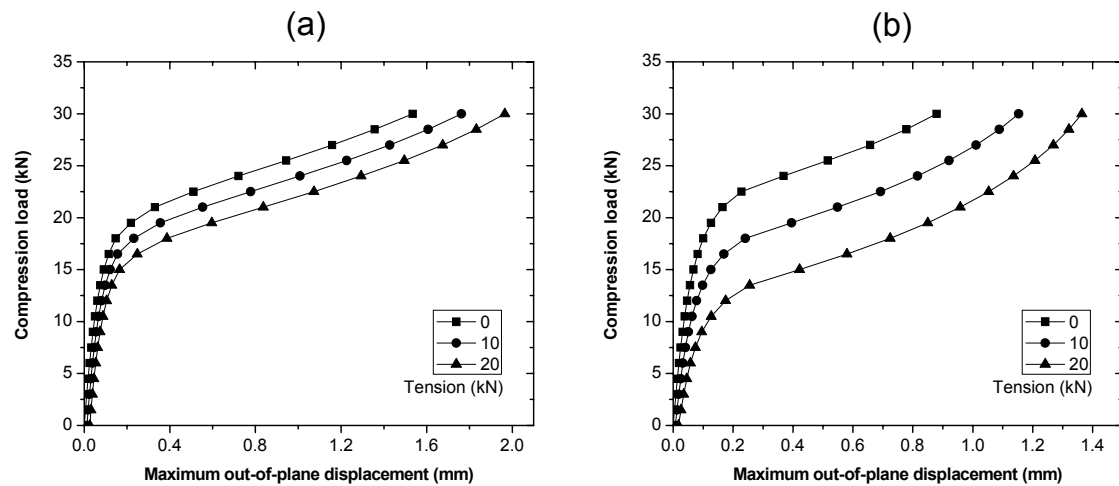 (a)
35
30
25
20
15
10
5
0
Compression load (kN)
0.0 0.4 0.8 1.2 1.6 2.0
Maximum out-of-plane displacement (mm)
0
10
20
Tension (kN)
(b)
35
30
25
20
15
10
5
0
Compression load (kN)
0.0 0.2 0.4 0.6 0.8 1.0 1.2 1.4
Maximum out-of-plane displacement (mm)
0
10
20
Tension (kN)